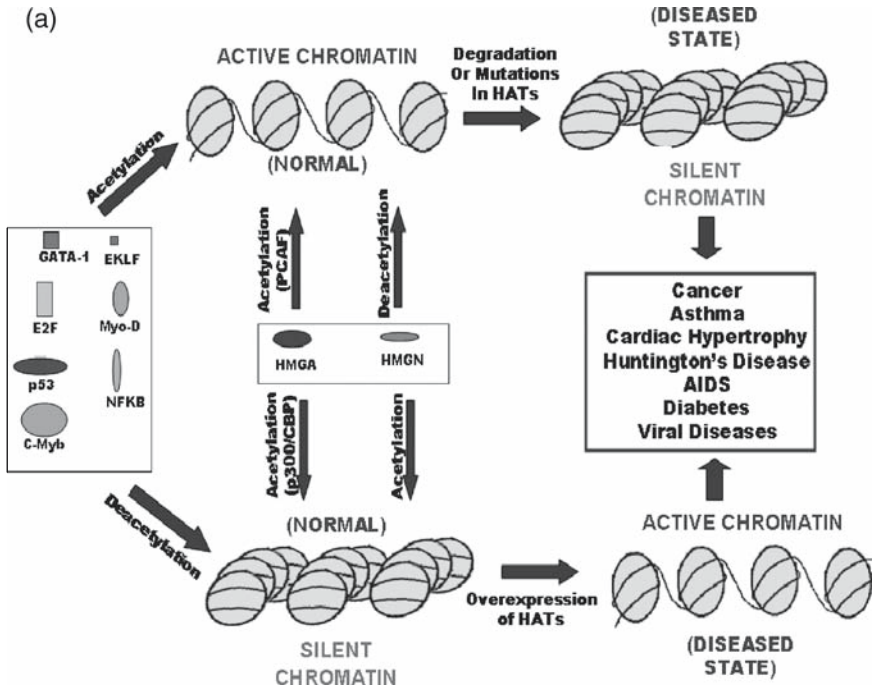 (a)
ACTIVE CHROMATIN
(NORMAL)
Degradation
Or Mutations
In HATs
(DISEASED
STATE)
SILENT
CHROMATIN
Acetylation
GATA-1
EKLF
E2F
Myo-D
p53
NFKB
C-Myb
Deacetylation
Acetylation
(PCAF)
Deacetylation
HMGA
HMGN
Acetylation
(p300/CBP)
Acetylation
Cancer
Asthma
Cardiac Hypertrophy
Huntington's Disease
AIDS
Diabetes
Viral Diseases
(NORMAL)
SILENT
CHROMATIN
Overexpression
of HATs
ACTIVE CHROMATIN
(DISEASED
STATE)